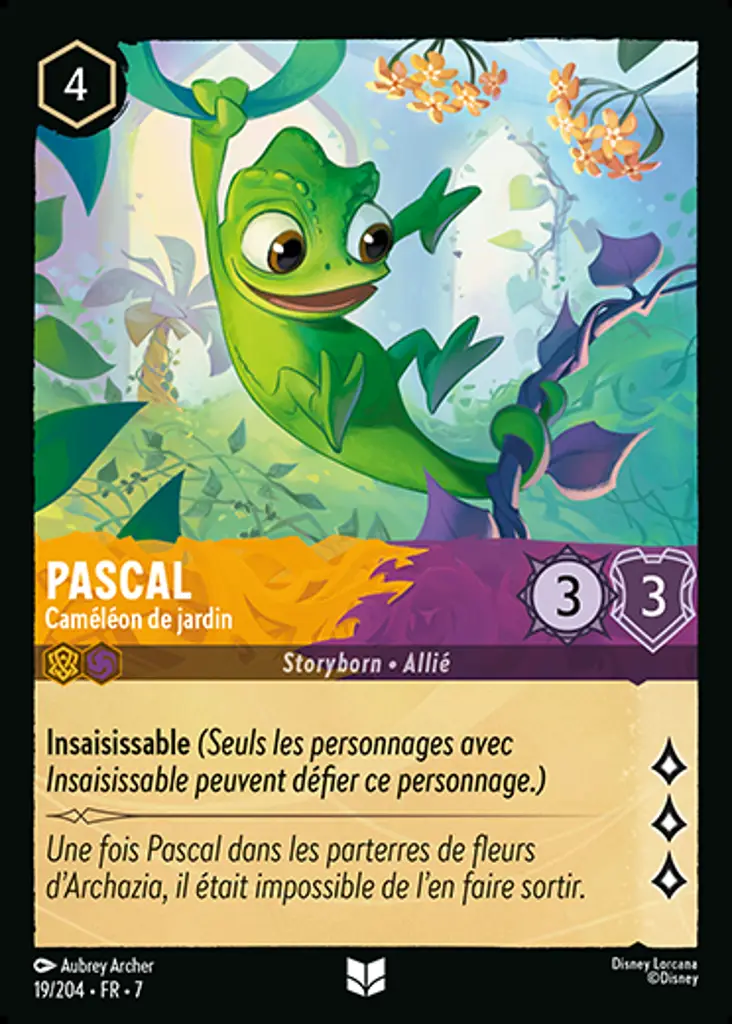 4
PASCAL
Caméléon de jardin
3
3
Storyborn • Allié
Insaisissable (Seuls les personnages avec
Insaisissable peuvent défier ce personnage.)
Une fois Pascal dans les parterres de fleurs
d'Archazia, il était impossible de l'en faire sortir.
Aubrey Archer
Disney Lorcana
19/204 • FR • 7
©Disney